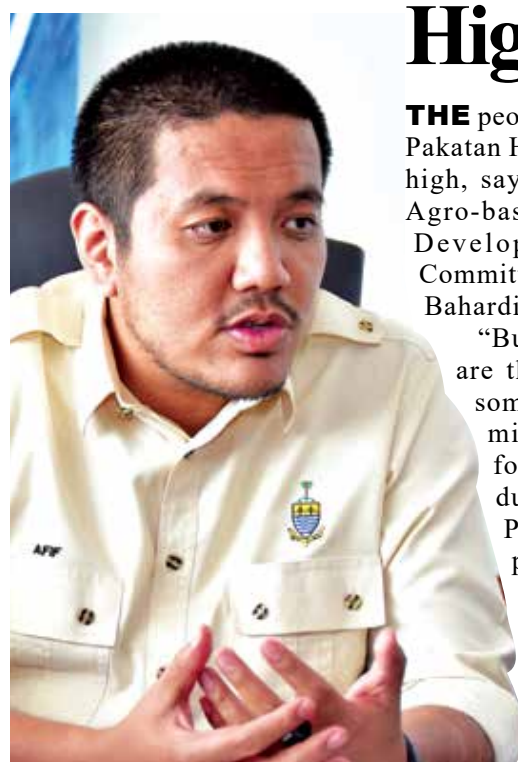 Hig
THE peo
Pakatan H
high, say
Agro-bas
Develop
Commit
Bahardi
“Bu
are th
som
mi
fo
du
P
p
AFIF